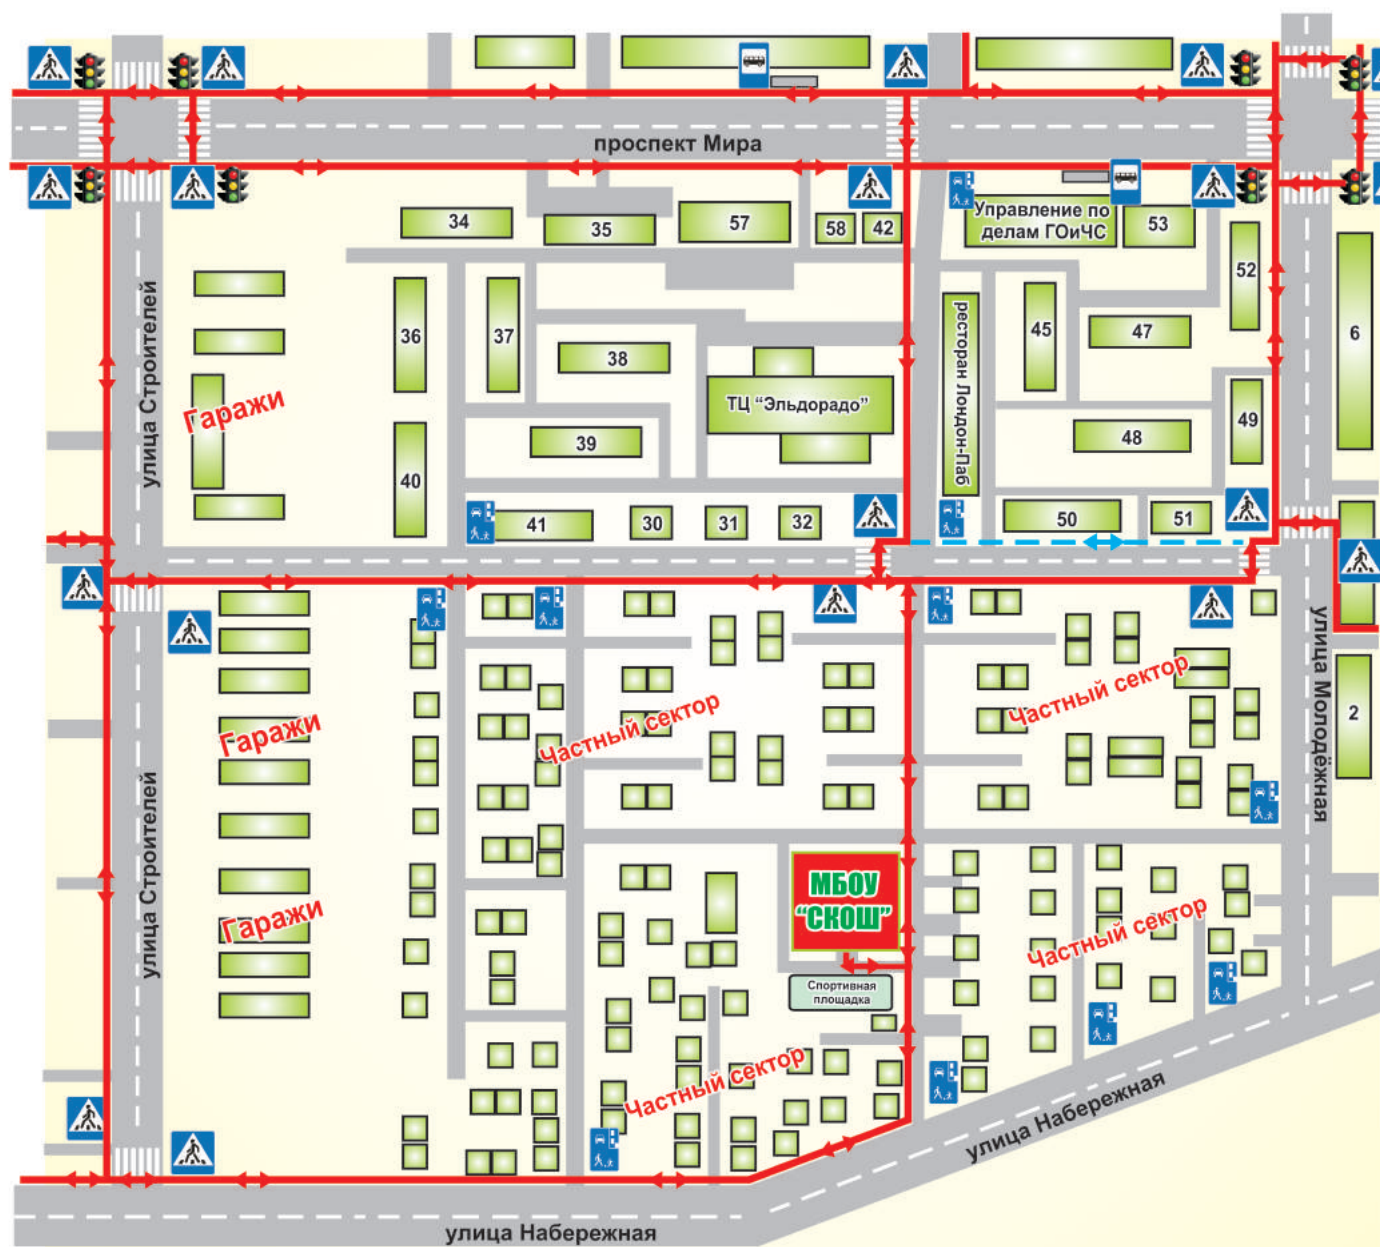 проспект Мира
34
35
57
58
42
Управление по
делам ГОиЧС
53
52
6
улица Строителей
36
37
38
ТЦ “Эльдорадо”
ресторан Лондон-Паб
45
47
Гаражи
39
40
48
49
41
30
31
32
50
51
улица Молодёжная
2
Гаражи
Частный сектор
Частный сектор
улица Строителей
Гаражи
МБОУ
“СКОШ”
Частный сектор
Спортивная
площадка
Частный сектор
улица Набережная
улица Набережная